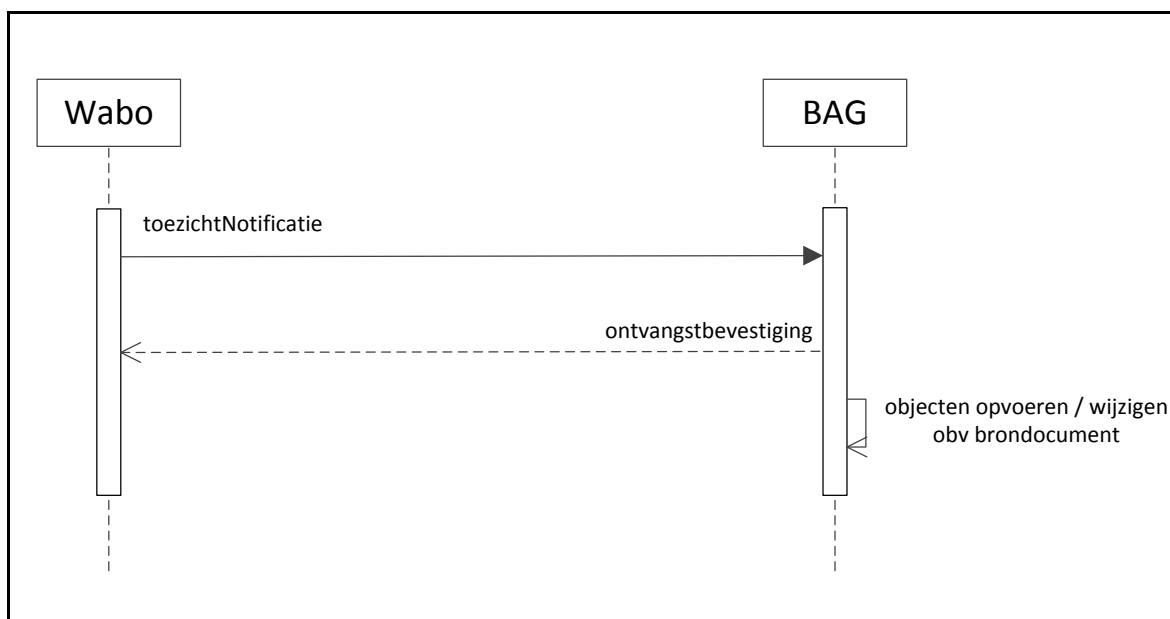 Wabo
BAG
toezichtNotificatie
ontvangstbevestiging
objecten opvoeren / wijzigen
obv brondocument